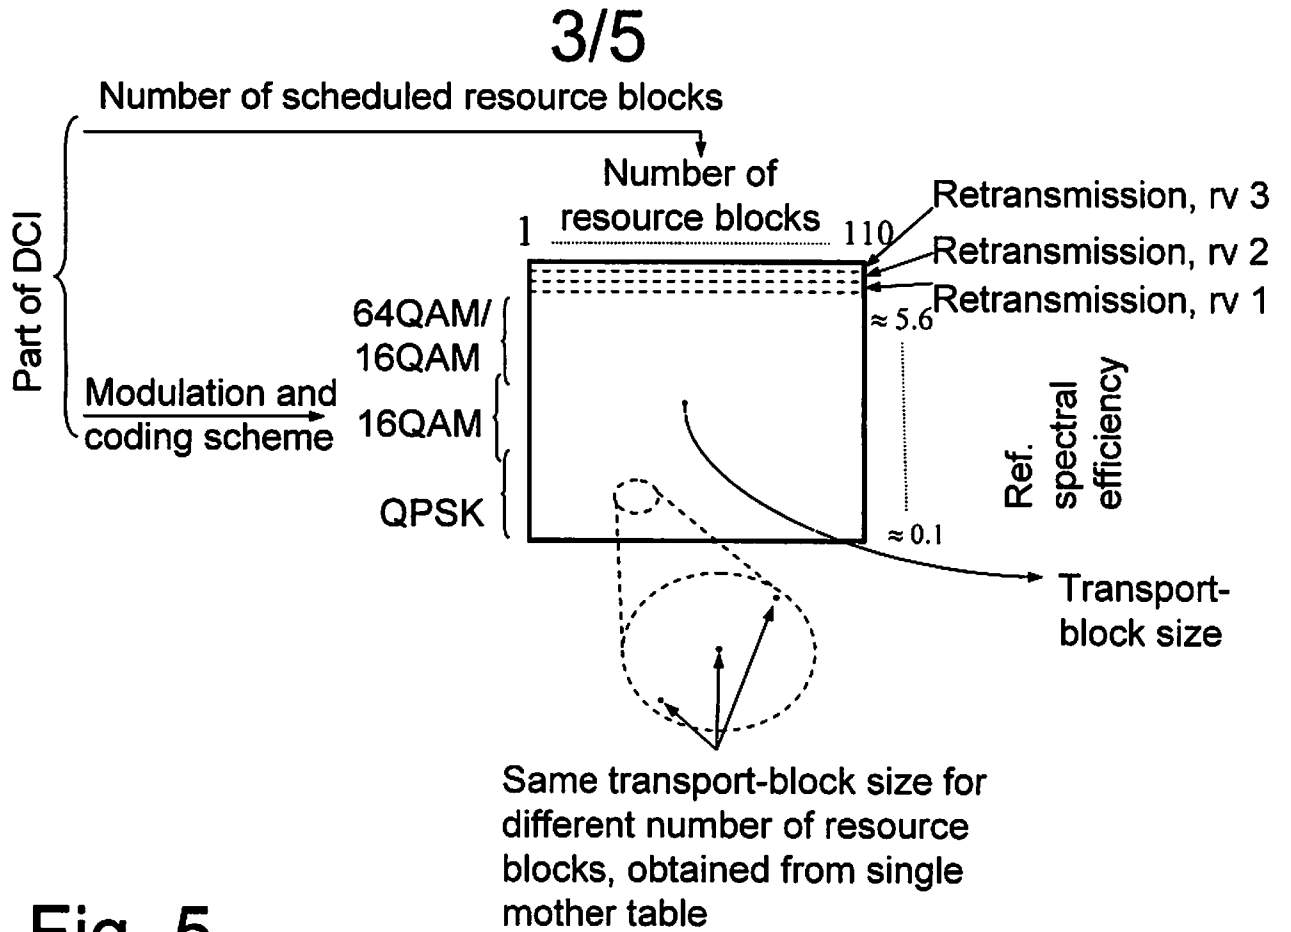 3/5
Number of scheduled resource blocks
Number of
resource blocks
1
110
Retransmission, rv 3
Retransmission, rv 2
Retransmission, rv 1
Part of DCI
64QAM/
16QAM
≈ 5.6
Modulation and
coding scheme
16QAM
QPSK
Ref.
spectral
efficiency
≈ 0.1
Transport-
block size
Same transport-block size for
different number of resource
blocks, obtained from single
mother table
Fig. 5